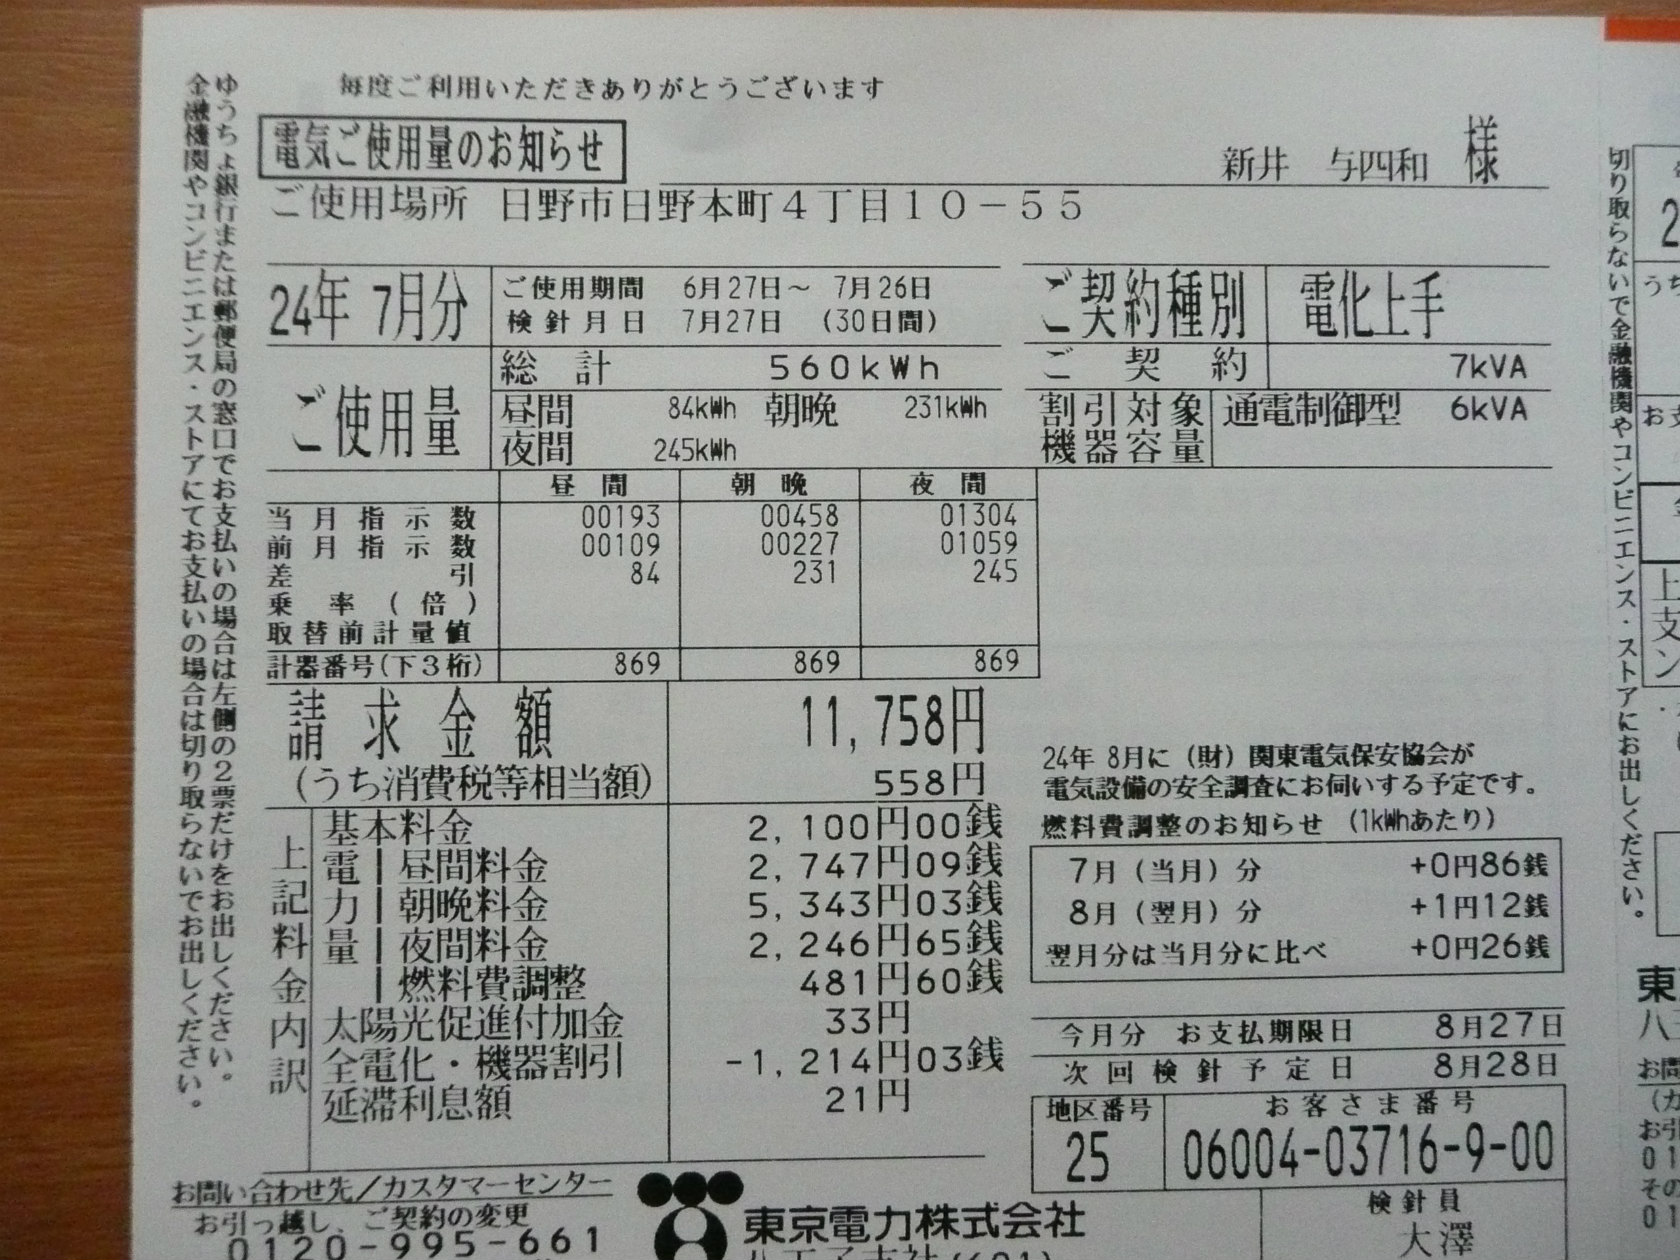 毎度ご利用いただきありがとうございます
電気ご使用量のお知らせ
新井 与四和 様
ご使用場所 日野市日野本町4丁目10-55
24年 7月分
ご使用期間 6月27日～ 7月26日
検針月日 7月27日 (30日間)
ご契約種別 電化上手
ご使用量
総計 560kWh
ご契約 7kVA
昼間 84kWh 朝晩 231kWh
夜間 245kWh
割引対象機器容量 通電制御型 6kVA
昼間 朝晩 夜間
当月指示数 00193 00458 01304
前月指示数 00109 00227 01059
差引 84 231 245
乗率(倍)
取替前計量値
計器番号(下3桁) 869 869 869
請求金額 11,758円
(うち消費税等相当額) 558円
上記料金内訳
基本料金 2,100円00銭
電力量
昼間料金 2,747円09銭
朝晩料金 5,343円03銭
夜間料金 2,246円65銭
燃料費調整 481円60銭
太陽光促進付加金 33円
全電化・機器割引 -1,214円03銭
延滞利息額 21円
24年 8月に(財)関東電気保安協会が
電気設備の安全調査にお伺いする予定です。
燃料費調整のお知らせ (1kWhあたり)
7月(当月)分 +0円86銭
8月(翌月)分 +1円12銭
翌月分は当月分に比べ +0円26銭
今月分 お支払期限日 8月27日
次回検針予定日 8月28日
地区番号 お客さま番号
25 06004-03716-9-00
検針員
大澤
お問い合わせ先/カスタマーセンター
お引っ越し、ご契約の変更
0120-995-661
東京電力株式会社
ゆうちょ銀行または郵便局の窓口でお支払いの場合は左側の2票だけをお出しください。
金融機関やコンビニエンス・ストアにてお支払いの場合は切り取らないでお出しください。
切り取らないで金融機関やコンビニエンス・ストアにお出しください。